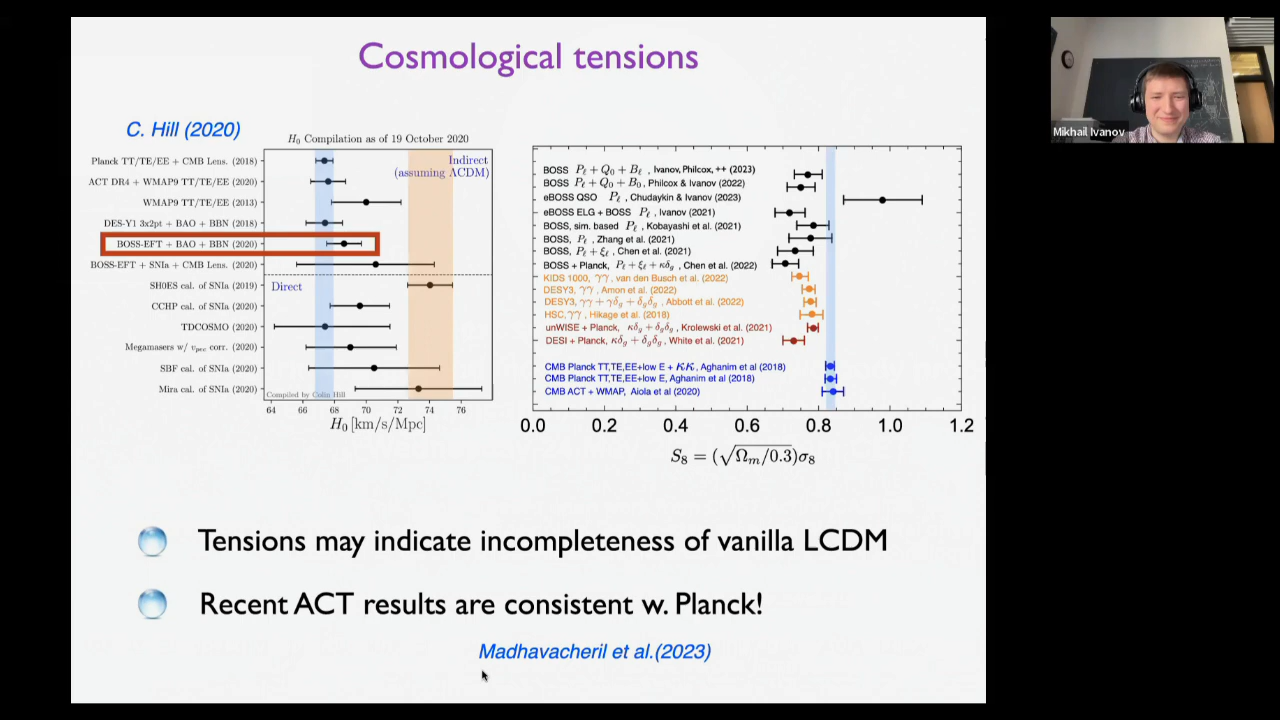 Cosmological tensions
Mikhail Ivanov
C. Hill (2020)
H₀ Compilation as of 19 October 2020
Indirect
(assuming ΛCDM)
Planck TT/TE/EE + CMB Lens. (2018)
ACT DR4 + WMAP9 TT/TE/EE (2020)
WMAP9 TT/TE/EE (2013)
DES-Y1 3x2pt + BAO + BBN (2018)
BOSS-EFT + BAO + BBN (2020)
BOSS-EFT + SNIa + CMB Lens. (2020)
Direct
SH0ES cal. of SNIa (2019)
CCHP cal. of SNIa (2020)
TDCOSMO (2020)
Megamasers w/ v_pec corr. (2020)
SBF cal. of SNIa (2020)
Mira cal. of SNIa (2020)
Compiled by Colin Hill
64 66 68 70 72 74 76
H₀ [km/s/Mpc]
BOSS P_ℓ + Q₀ + B_ℓ , Ivanov, Philcox, ++ (2023)
BOSS P_ℓ + Q₀ + B₀, Philcox & Ivanov (2022)
eBOSS QSO P_ℓ, Chudaykin & Ivanov (2023)
eBOSS ELG + BOSS P_ℓ , Ivanov (2021)
BOSS, sim. based P_ℓ, Kobayashi et al. (2021)
BOSS, P_ℓ, Zhang et al. (2021)
BOSS, P_ℓ + ξ_ℓ, Chen et al. (2021)
BOSS + Planck, P_ℓ + ξ_ℓ + κδ_g, Chen et al. (2022)
KIDS 1000, γγ, van den Busch et al. (2022)
DESY3, γγ, Amon et al. (2022)
DESY3, γγ + γδ_g + δ_gδ_g , Abbott et al. (2022)
HSC, γγ, Hikage et al. (2018)
unWISE + Planck, κδ_g + δ_gδ_g, Krolewski et al. (2021)
DESI + Planck, κδ_g + δ_gδ_g, White et al. (2021)
CMB Planck TT,TE,EE+low E + κκ, Aghanim et al (2018)
CMB Planck TT,TE,EE+low E, Aghanim et al (2018)
CMB ACT + WMAP, Aiola et al (2020)
0.0 0.2 0.4 0.6 0.8 1.0 1.2
S₈ = (√Ω_m/0.3)σ₈
Tensions may indicate incompleteness of vanilla LCDM
Recent ACT results are consistent w. Planck!
Madhavacheril et al.(2023)